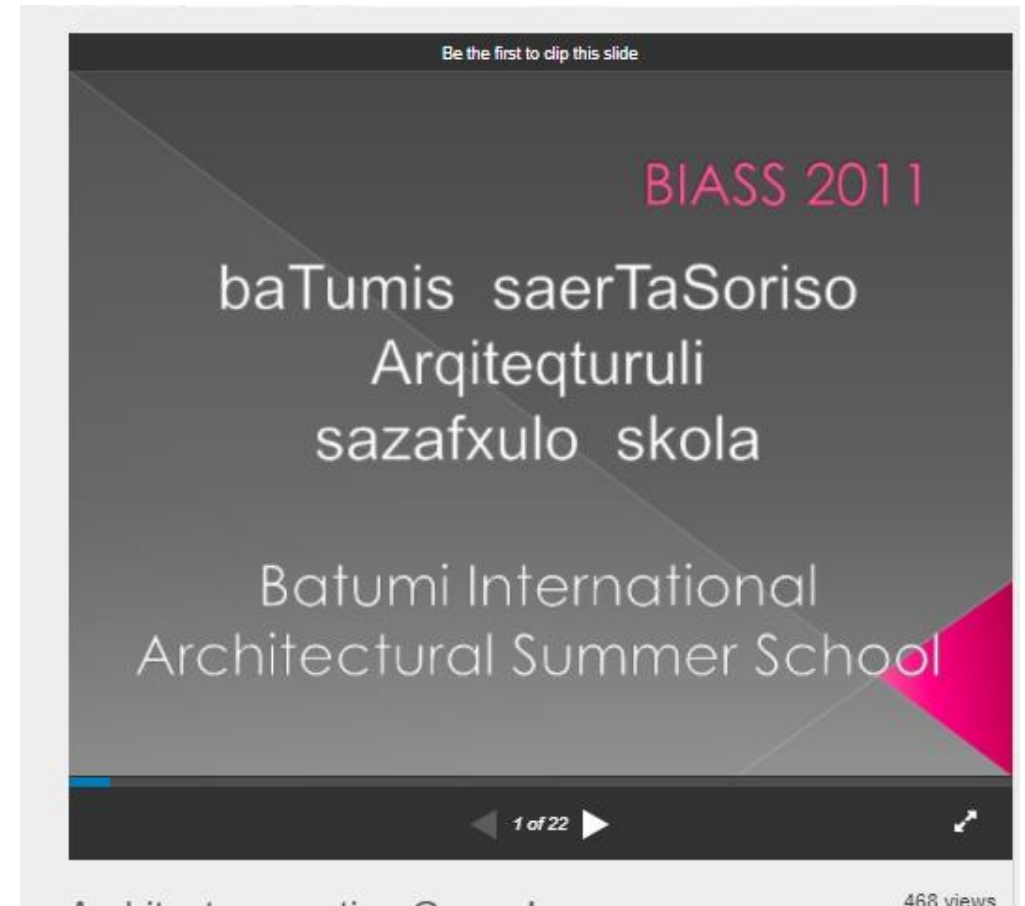 Be the first to clip this slide
BIASS 2011
baTumis saerTaSoriso
Arqiteqturuli
sazafxulo skola
Batumi International
Architectural Summer School
1 of 22
468 views